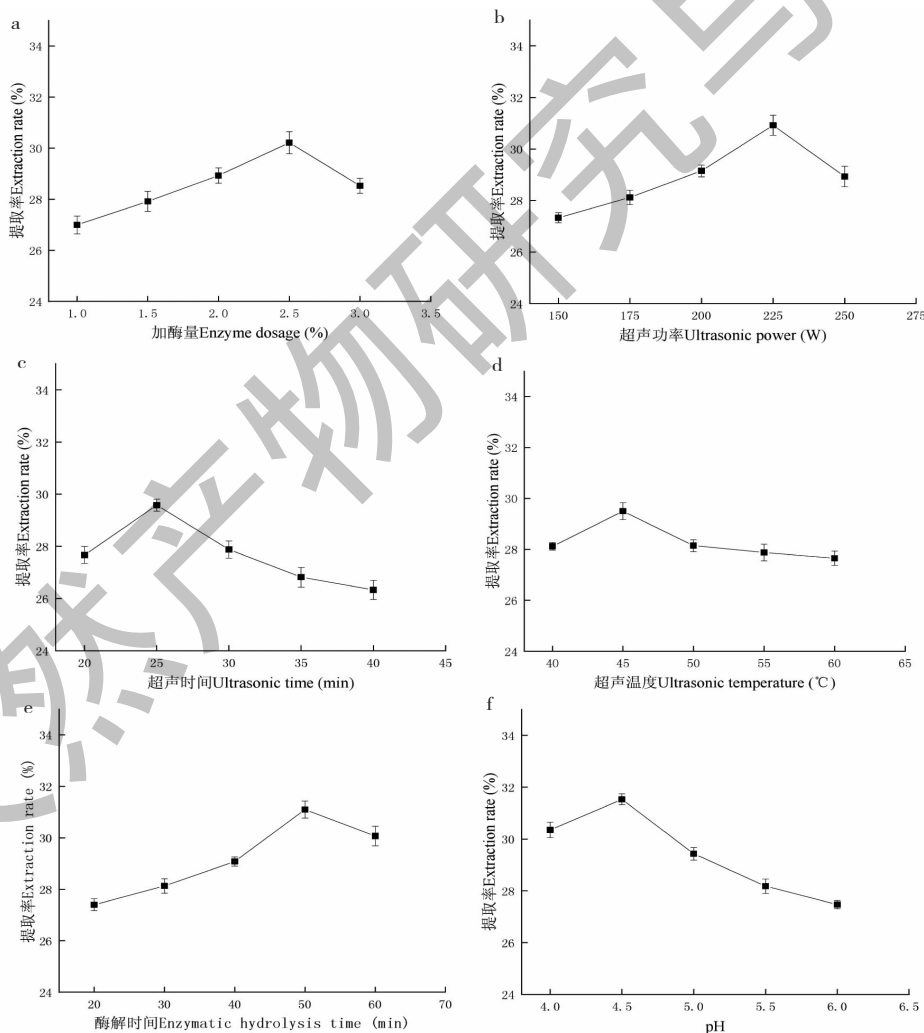 a
提取率Extraction rate (%)
34
32
30
28
26
24
1.0 1.5 2.0 2.5 3.0 3.5
加酶量Enzyme dosage (%)
b
提取率Extraction rate (%)
34
32
30
28
26
24
150 175 200 225 250 275
超声功率Ultrasonic power (W)
c
提取率Extraction rate (%)
34
32
30
28
26
24
20 25 30 35 40 45
超声时间Ultrasonic time (min)
d
提取率Extraction rate (%)
34
32
30
28
26
24
40 45 50 55 60 65
超声温度Ultrasonic temperature (℃)
e
提取率Extraction rate (%)
34
32
30
28
26
24
20 30 40 50 60 70
酶解时间Enzymatic hydrolysis time (min)
f
提取率Extraction rate (%)
34
32
30
28
26
24
4.0 4.5 5.0 5.5 6.0 6.5
pH
然产物研究与